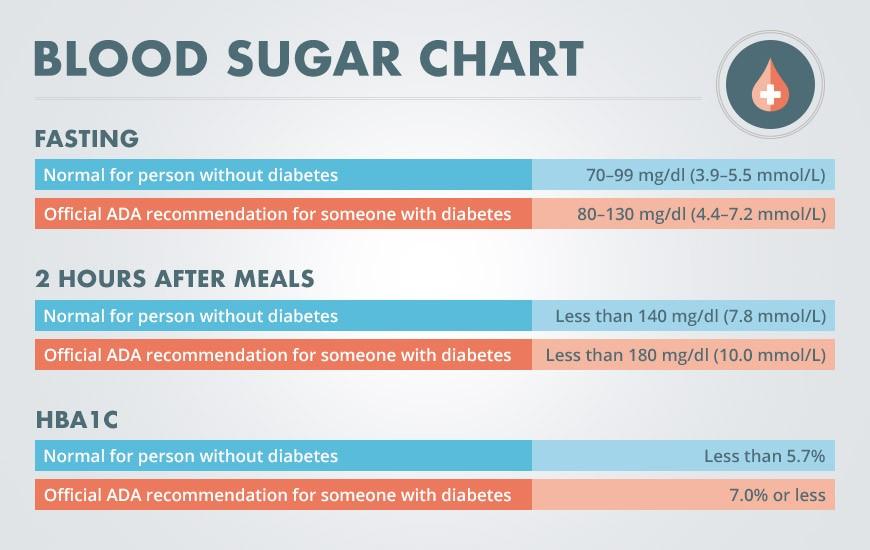 BLOOD SUGAR CHART
FASTING
Normal for person without diabetes 70–99 mg/dl (3.9–5.5 mmol/L)
Official ADA recommendation for someone with diabetes 80–130 mg/dl (4.4–7.2 mmol/L)
2 HOURS AFTER MEALS
Normal for person without diabetes Less than 140 mg/dl (7.8 mmol/L)
Official ADA recommendation for someone with diabetes Less than 180 mg/dl (10.0 mmol/L)
HBA1C
Normal for person without diabetes Less than 5.7%
Official ADA recommendation for someone with diabetes 7.0% or less